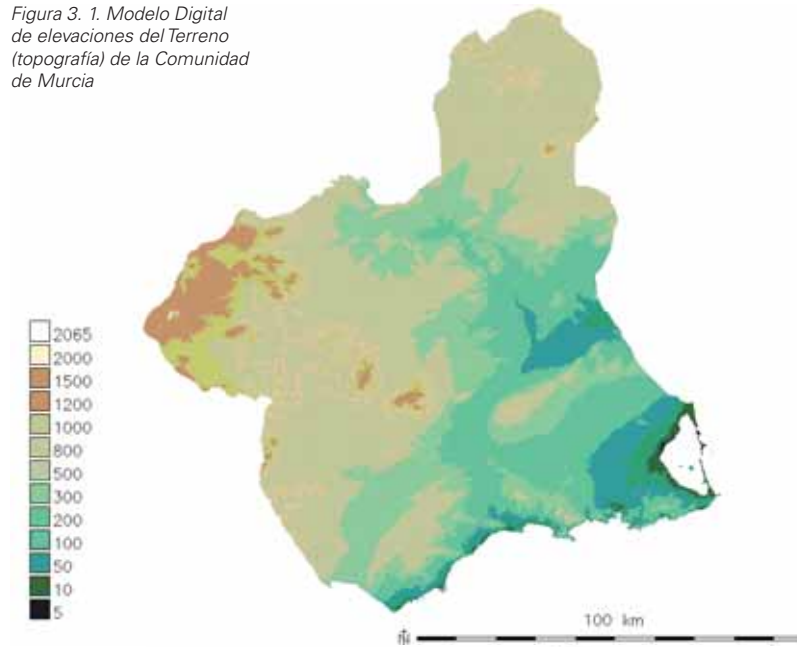 Figura 3. 1. Modelo Digital
de elevaciones del Terreno
(topografía) de la Comunidad
de Murcia
2065
2000
1500
1200
1000
800
500
300
200
100
50
10
5
100 km